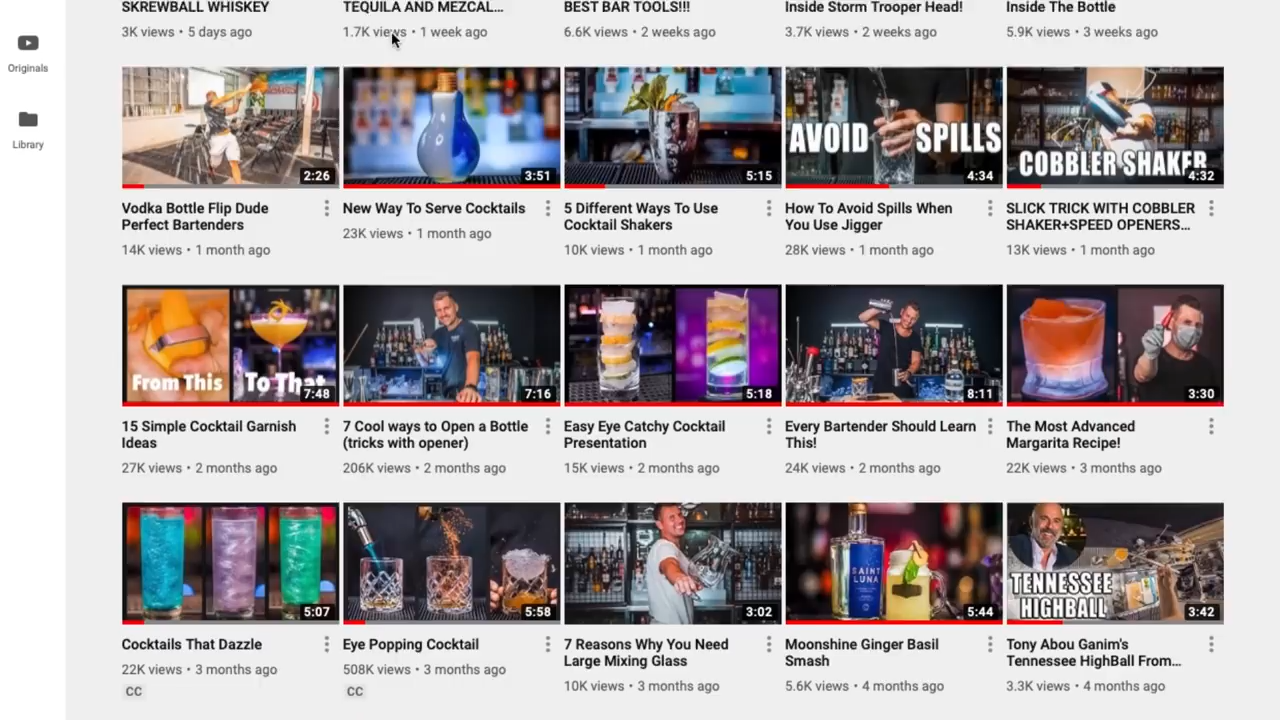 SKREWBALL WHISKEY
TEQUILA AND MEZCAL...
BEST BAR TOOLS!!!
Inside Storm Trooper Head!
Inside The Bottle
3K views • 5 days ago
1.7K views • 1 week ago
6.6K views • 2 weeks ago
3.7K views • 2 weeks ago
5.9K views • 3 weeks ago
Originals
Library
2:26
3:51
5:15
AVOID SPILLS
4:34
COBBLER SHAKER
4:32
Vodka Bottle Flip Dude
Perfect Bartenders
14K views • 1 month ago
New Way To Serve Cocktails
23K views • 1 month ago
5 Different Ways To Use
Cocktail Shakers
10K views • 1 month ago
How To Avoid Spills When
You Use Jigger
28K views • 1 month ago
SLICK TRICK WITH COBBLER
SHAKER+SPEED OPENERS...
13K views • 1 month ago
From This
To That
7:48
7:16
5:18
8:11
3:30
15 Simple Cocktail Garnish
Ideas
27K views • 2 months ago
7 Cool ways to Open a Bottle
(tricks with opener)
206K views • 2 months ago
Easy Eye Catchy Cocktail
Presentation
15K views • 2 months ago
Every Bartender Should Learn
This!
24K views • 2 months ago
The Most Advanced
Margarita Recipe!
22K views • 3 months ago
5:07
5:58
3:02
SAINT
LUNA
5:44
TENNESSEE
HIGHBALL
3:42
Cocktails That Dazzle
22K views • 3 months ago
CC
Eye Popping Cocktail
508K views • 3 months ago
CC
7 Reasons Why You Need
Large Mixing Glass
10K views • 3 months ago
Moonshine Ginger Basil
Smash
5.6K views • 4 months ago
Tony Abou Ganim's
Tennessee HighBall From...
3.3K views • 4 months ago